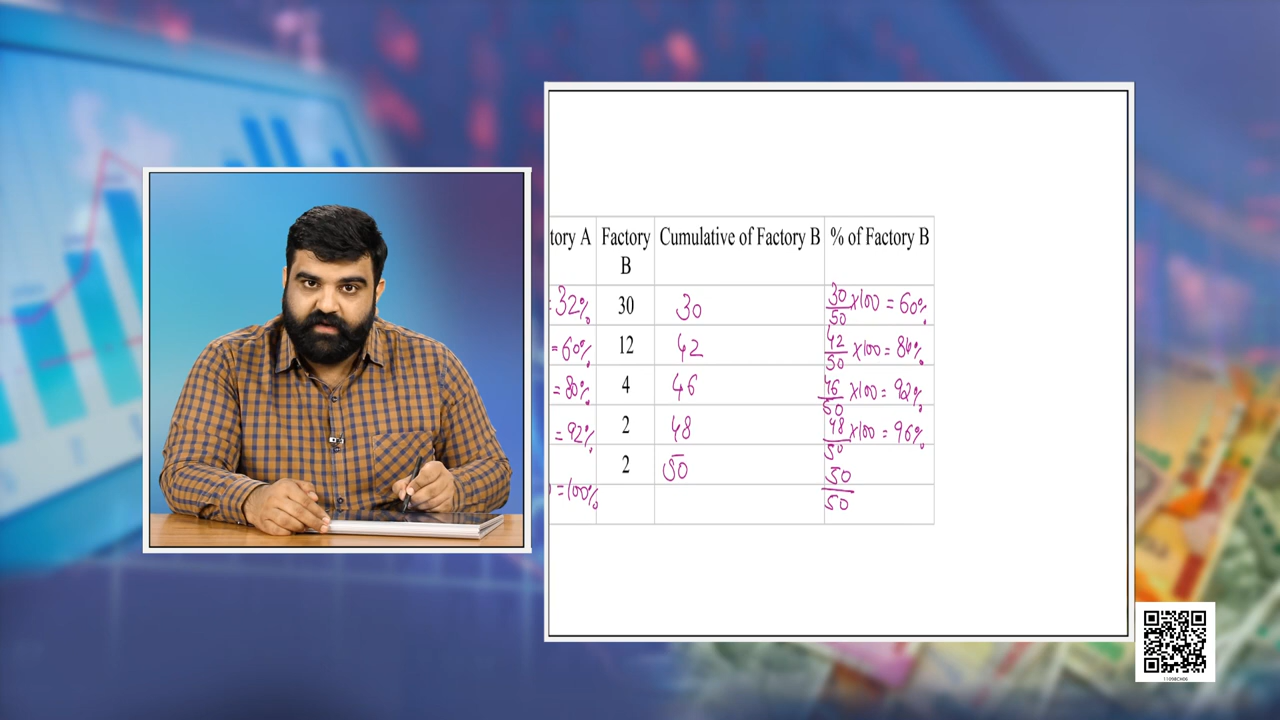 tory A Factory B Cumulative of Factory B % of Factory B
=32% 30 30 30/50 x100 = 60%
=60% 12 42 42/50 x100 = 84%
=80% 4 46 46/50 x100 = 92%
=92% 2 48 48/50 x100 = 96%
2 50 50/50
=100%